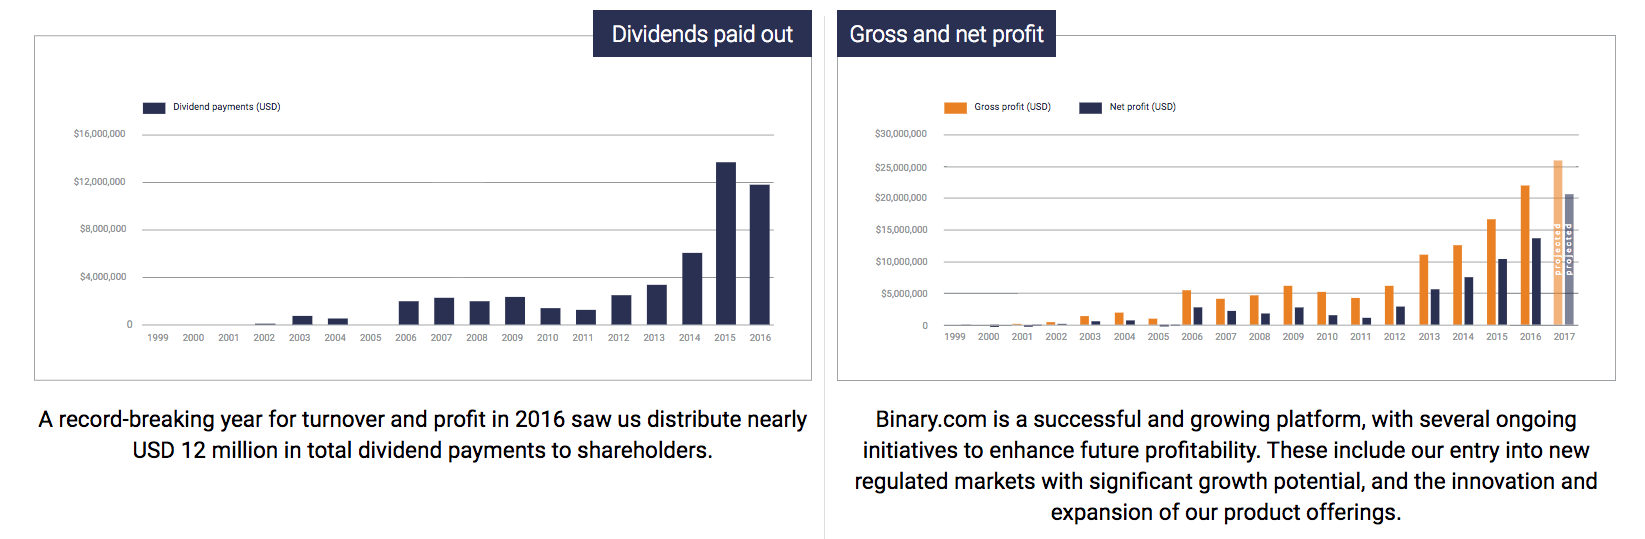 Dividends paid out
Dividend payments (USD)
$16,000,000
$12,000,000
$8,000,000
$4,000,000
0
1999 2000 2001 2002 2003 2004 2005 2006 2007 2008 2009 2010 2011 2012 2013 2014 2015 2016
A record-breaking year for turnover and profit in 2016 saw us distribute nearly
USD 12 million in total dividend payments to shareholders.
Gross and net profit
Gross profit (USD) Net profit (USD)
$30,000,000
$25,000,000
$20,000,000
$15,000,000
$10,000,000
$5,000,000
0
projected
projected
1999 2000 2001 2002 2003 2004 2005 2006 2007 2008 2009 2010 2011 2012 2013 2014 2015 2016 2017
Binary.com is a successful and growing platform, with several ongoing
initiatives to enhance future profitability. These include our entry into new
regulated markets with significant growth potential, and the innovation and
expansion of our product offerings.